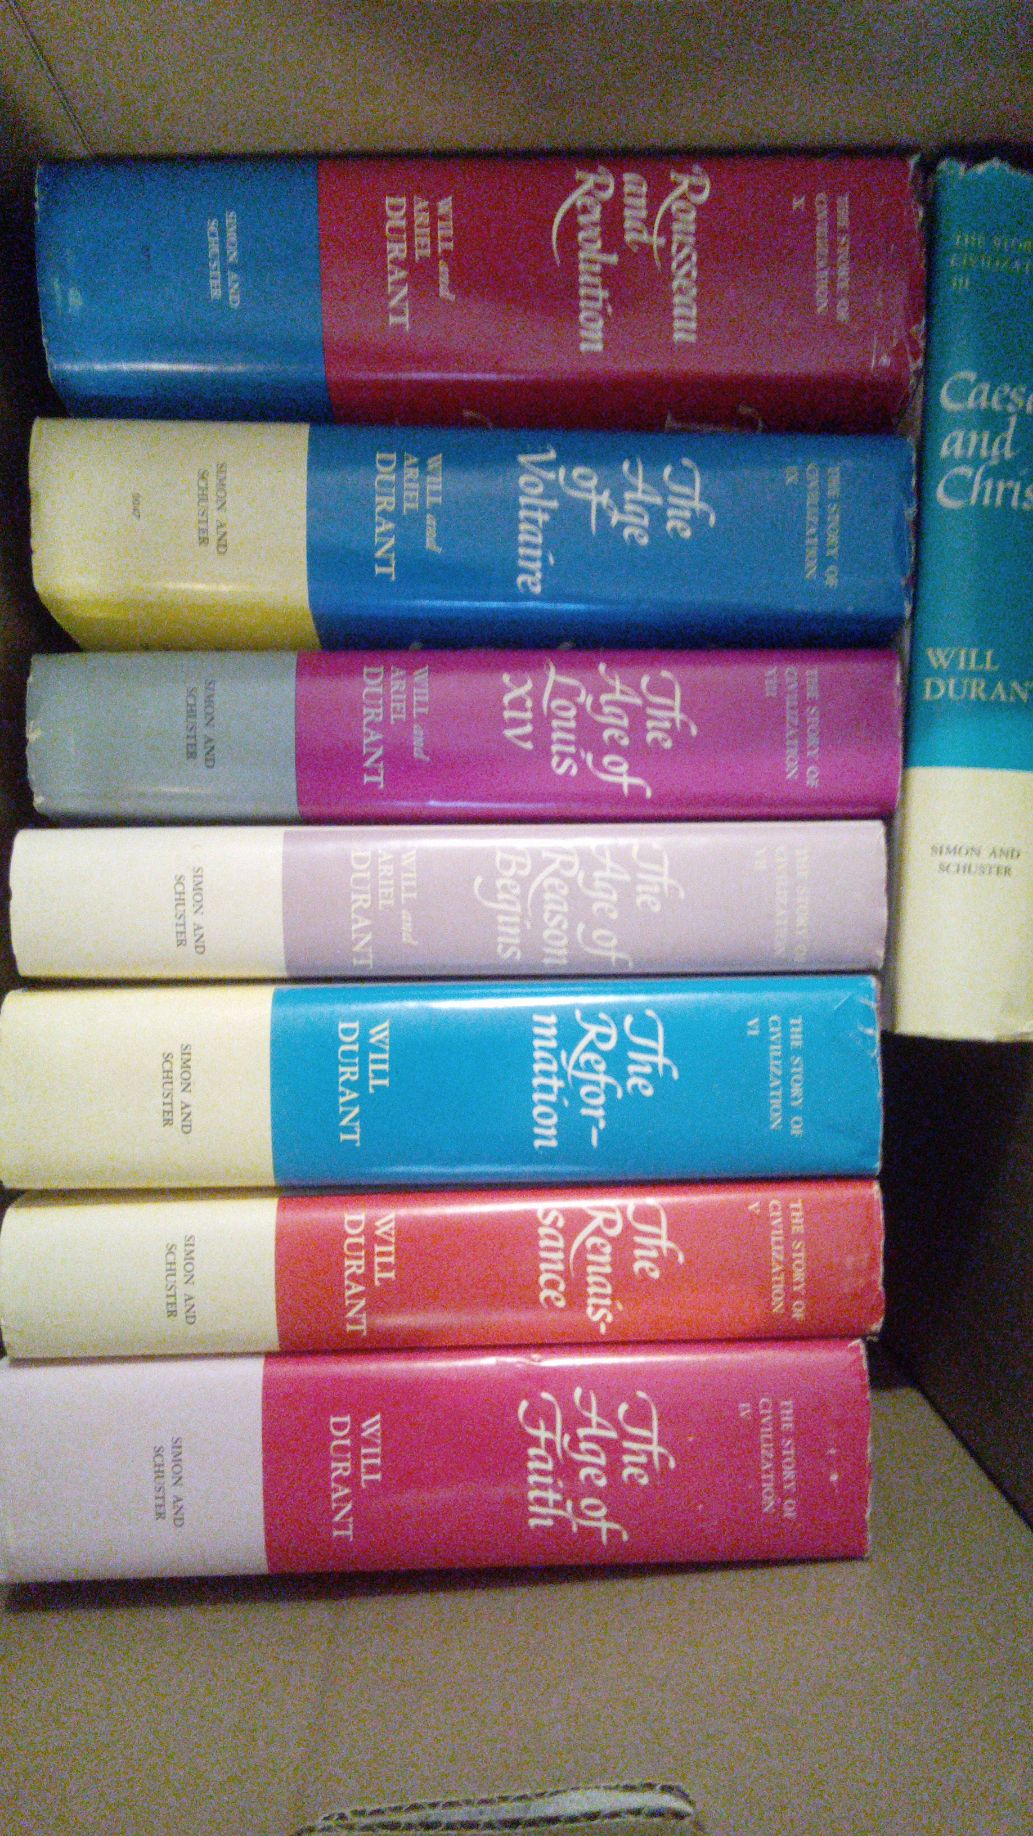 THE STORY OF
CIVILIZATION
X
Rousseau
and
Revolution
WILL and
ARIEL
DURANT
SIMON AND
SCHUSTER
THE STORY OF
CIVILIZATION
IX
The
Age
of
Voltaire
WILL and
ARIEL
DURANT
SIMON AND
SCHUSTER
THE STORY OF
CIVILIZATION
VIII
The
Age of
Louis
XIV
WILL and
ARIEL
DURANT
SIMON AND
SCHUSTER
THE STORY OF
CIVILIZATION
VII
The
Age of
Reason
Begins
WILL and
ARIEL
DURANT
SIMON AND
SCHUSTER
THE STORY OF
CIVILIZATION
VI
The
Refor-
mation
WILL
DURANT
SIMON AND
SCHUSTER
THE STORY OF
CIVILIZATION
V
The
Renais-
sance
WILL
DURANT
SIMON AND
SCHUSTER
THE STORY OF
CIVILIZATION
IV
The
Age of
Faith
WILL
DURANT
SIMON AND
SCHUSTER
THE STO
CIVILIZAT
III
Caes
and
Chris
WILL
DURAN
SIMON AND
SCHUSTER